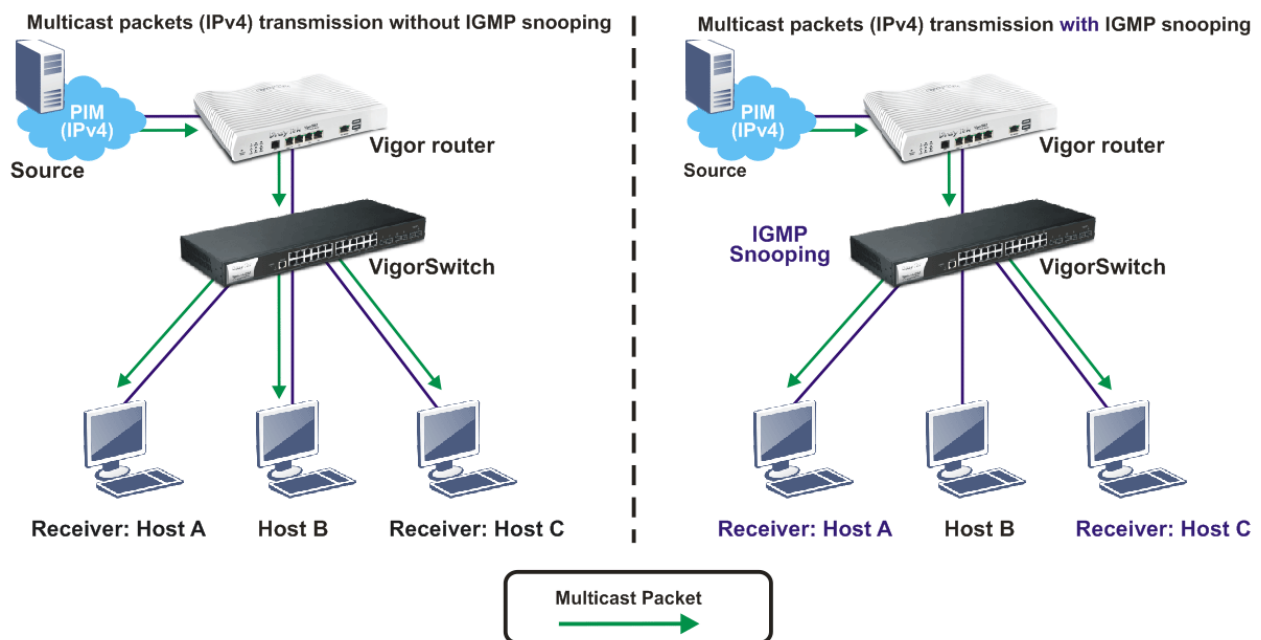 Multicast packets (IPv4) transmission without IGMP snooping
PIM
(IPv4)
Source
Vigor router
VigorSwitch
Receiver: Host A
Host B
Receiver: Host C
Multicast packets (IPv4) transmission with IGMP snooping
PIM
(IPv4)
Source
Vigor router
IGMP
Snooping
VigorSwitch
Receiver: Host A
Host B
Receiver: Host C
Multicast Packet